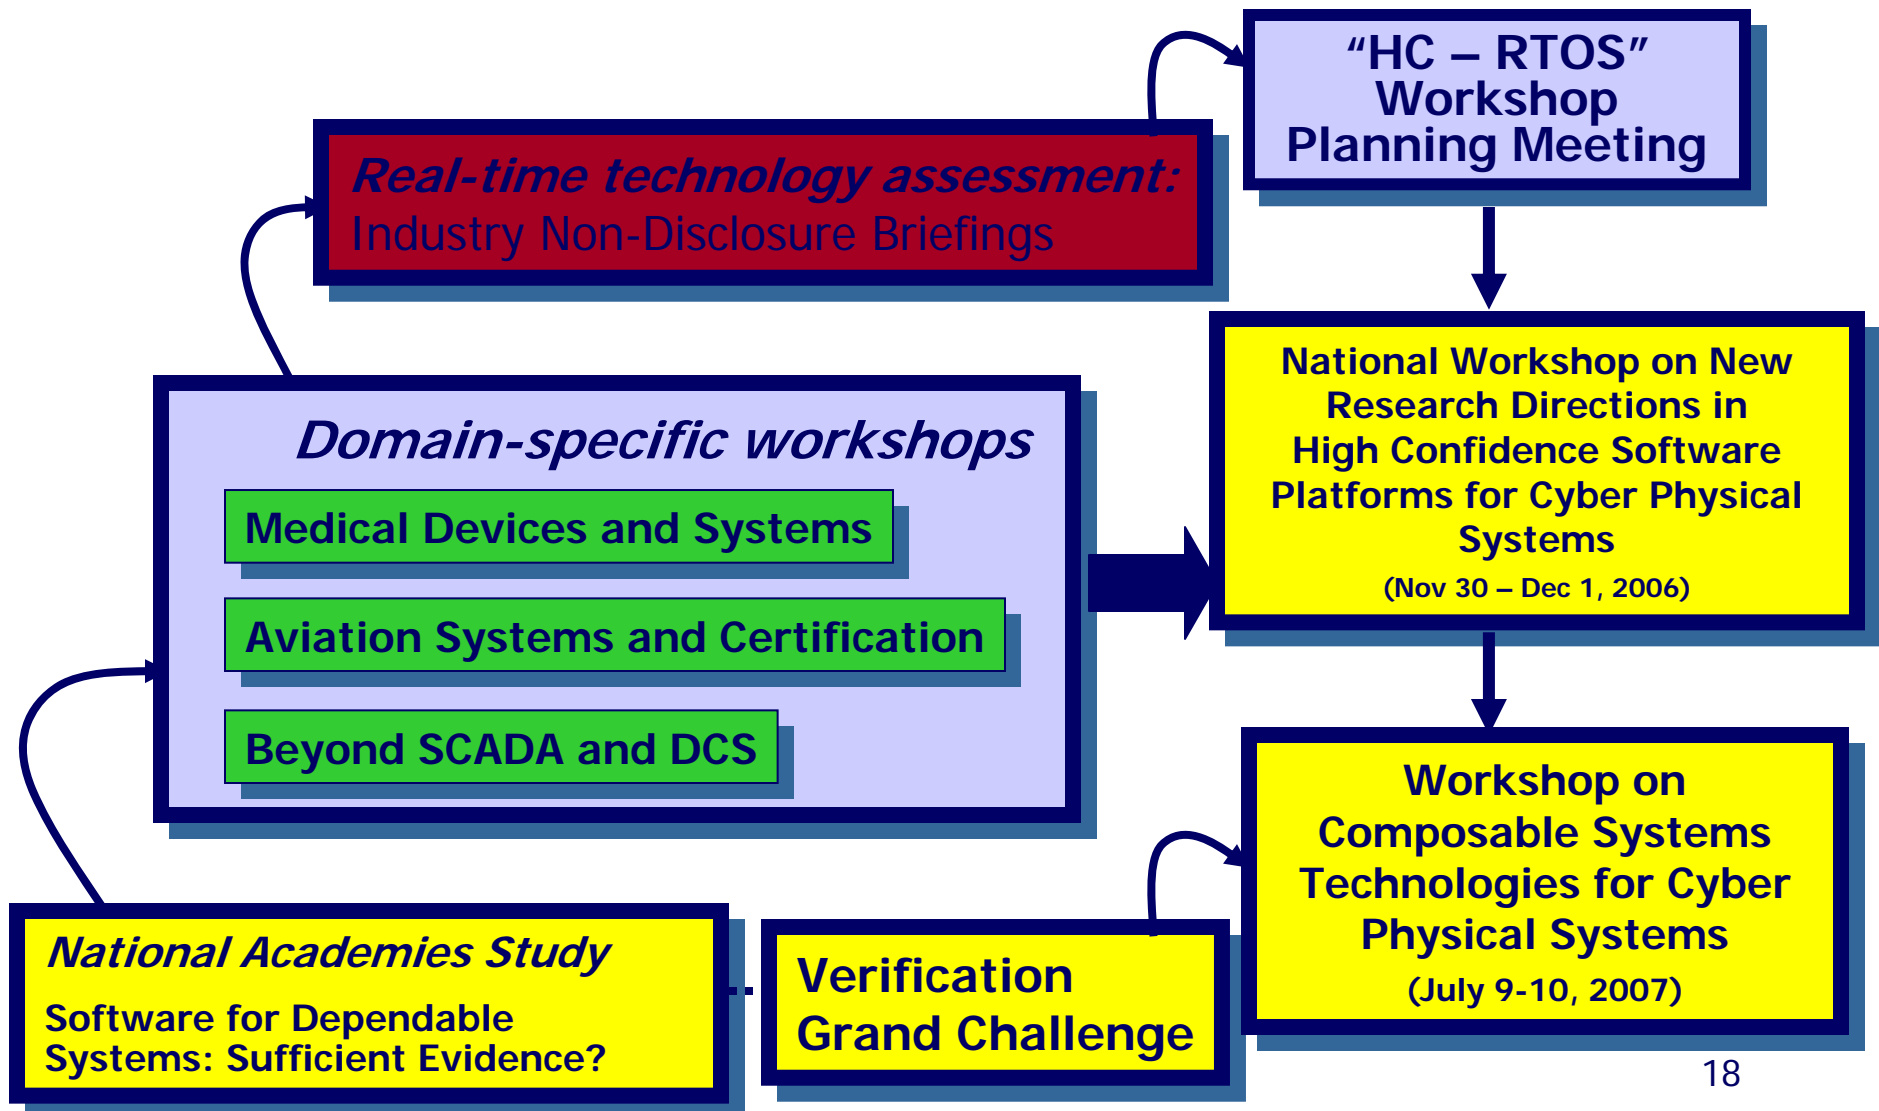 “HC – RTOS”
Workshop
Planning Meeting
Real-time technology assessment:
Industry Non-Disclosure Briefings
National Workshop on New
Research Directions in
High Confidence Software
Platforms for Cyber Physical
Systems
(Nov 30 – Dec 1, 2006)
Domain-specific workshops
Medical Devices and Systems
Aviation Systems and Certification
Beyond SCADA and DCS
Workshop on
Composable Systems
Technologies for Cyber
Physical Systems
(July 9-10, 2007)
National Academies Study
Software for Dependable
Systems: Sufficient Evidence?
Verification
Grand Challenge
18